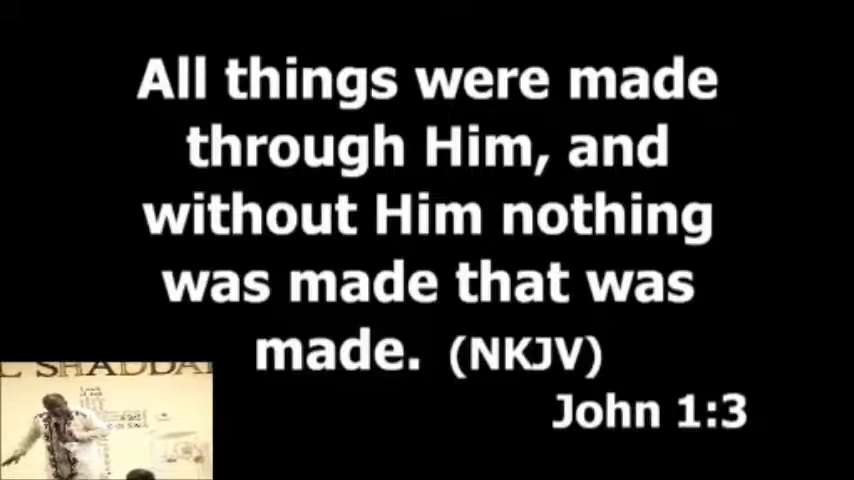 All things were made
through Him, and
without Him nothing
was made that was
made. (NKJV)
John 1:3
L SHADDAI